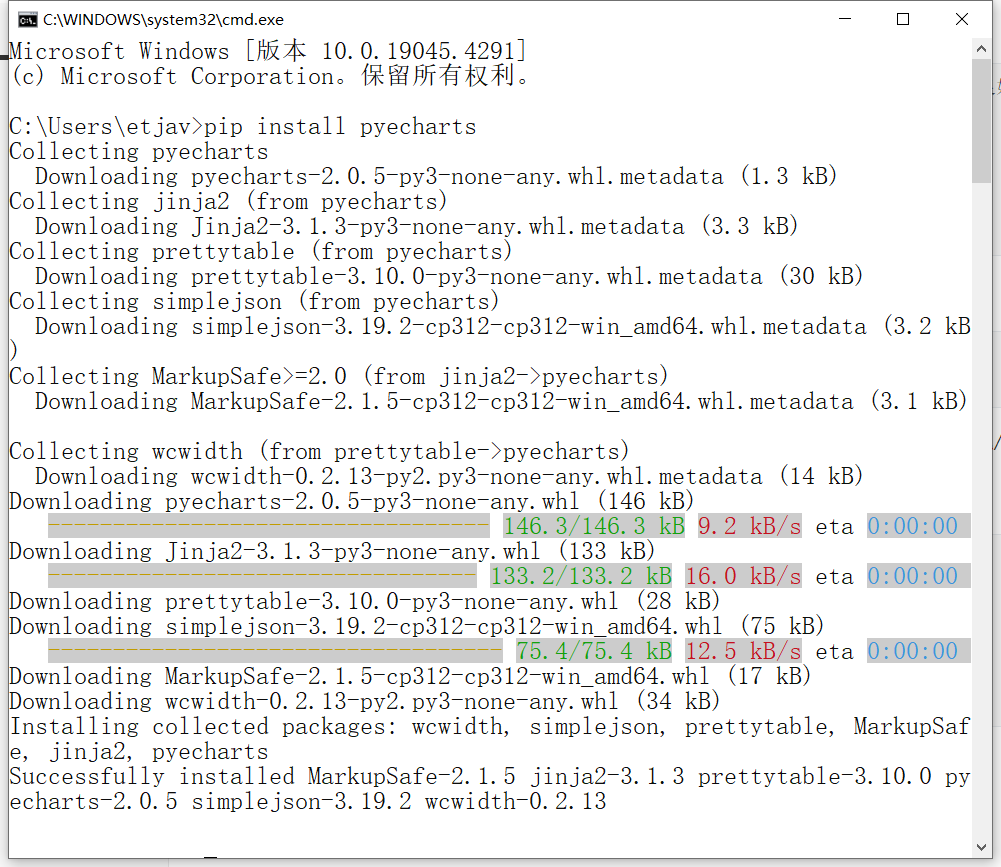 C:\WINDOWS\system32\cmd.exe
Microsoft Windows [版本 10.0.19045.4291]
(c) Microsoft Corporation。保留所有权利。
C:\Users\etjav>pip install pyecharts
Collecting pyecharts
  Downloading pyecharts-2.0.5-py3-none-any.whl.metadata (1.3 kB)
Collecting jinja2 (from pyecharts)
  Downloading Jinja2-3.1.3-py3-none-any.whl.metadata (3.3 kB)
Collecting prettytable (from pyecharts)
  Downloading prettytable-3.10.0-py3-none-any.whl.metadata (30 kB)
Collecting simplejson (from pyecharts)
  Downloading simplejson-3.19.2-cp312-cp312-win_amd64.whl.metadata (3.2 kB
)
Collecting MarkupSafe>=2.0 (from jinja2->pyecharts)
  Downloading MarkupSafe-2.1.5-cp312-cp312-win_amd64.whl.metadata (3.1 kB)
Collecting wcwidth (from prettytable->pyecharts)
  Downloading wcwidth-0.2.13-py2.py3-none-any.whl.metadata (14 kB)
Downloading pyecharts-2.0.5-py3-none-any.whl (146 kB)
   ---------------------------------- 146.3/146.3 kB 9.2 kB/s eta 0:00:00
Downloading Jinja2-3.1.3-py3-none-any.whl (133 kB)
   --------------------------------- 133.2/133.2 kB 16.0 kB/s eta 0:00:00
Downloading prettytable-3.10.0-py3-none-any.whl (28 kB)
Downloading simplejson-3.19.2-cp312-cp312-win_amd64.whl (75 kB)
   ----------------------------------- 75.4/75.4 kB 12.5 kB/s eta 0:00:00
Downloading MarkupSafe-2.1.5-cp312-cp312-win_amd64.whl (17 kB)
Downloading wcwidth-0.2.13-py2.py3-none-any.whl (34 kB)
Installing collected packages: wcwidth, simplejson, prettytable, MarkupSaf
e, jinja2, pyecharts
Successfully installed MarkupSafe-2.1.5 jinja2-3.1.3 prettytable-3.10.0 py
echarts-2.0.5 simplejson-3.19.2 wcwidth-0.2.13